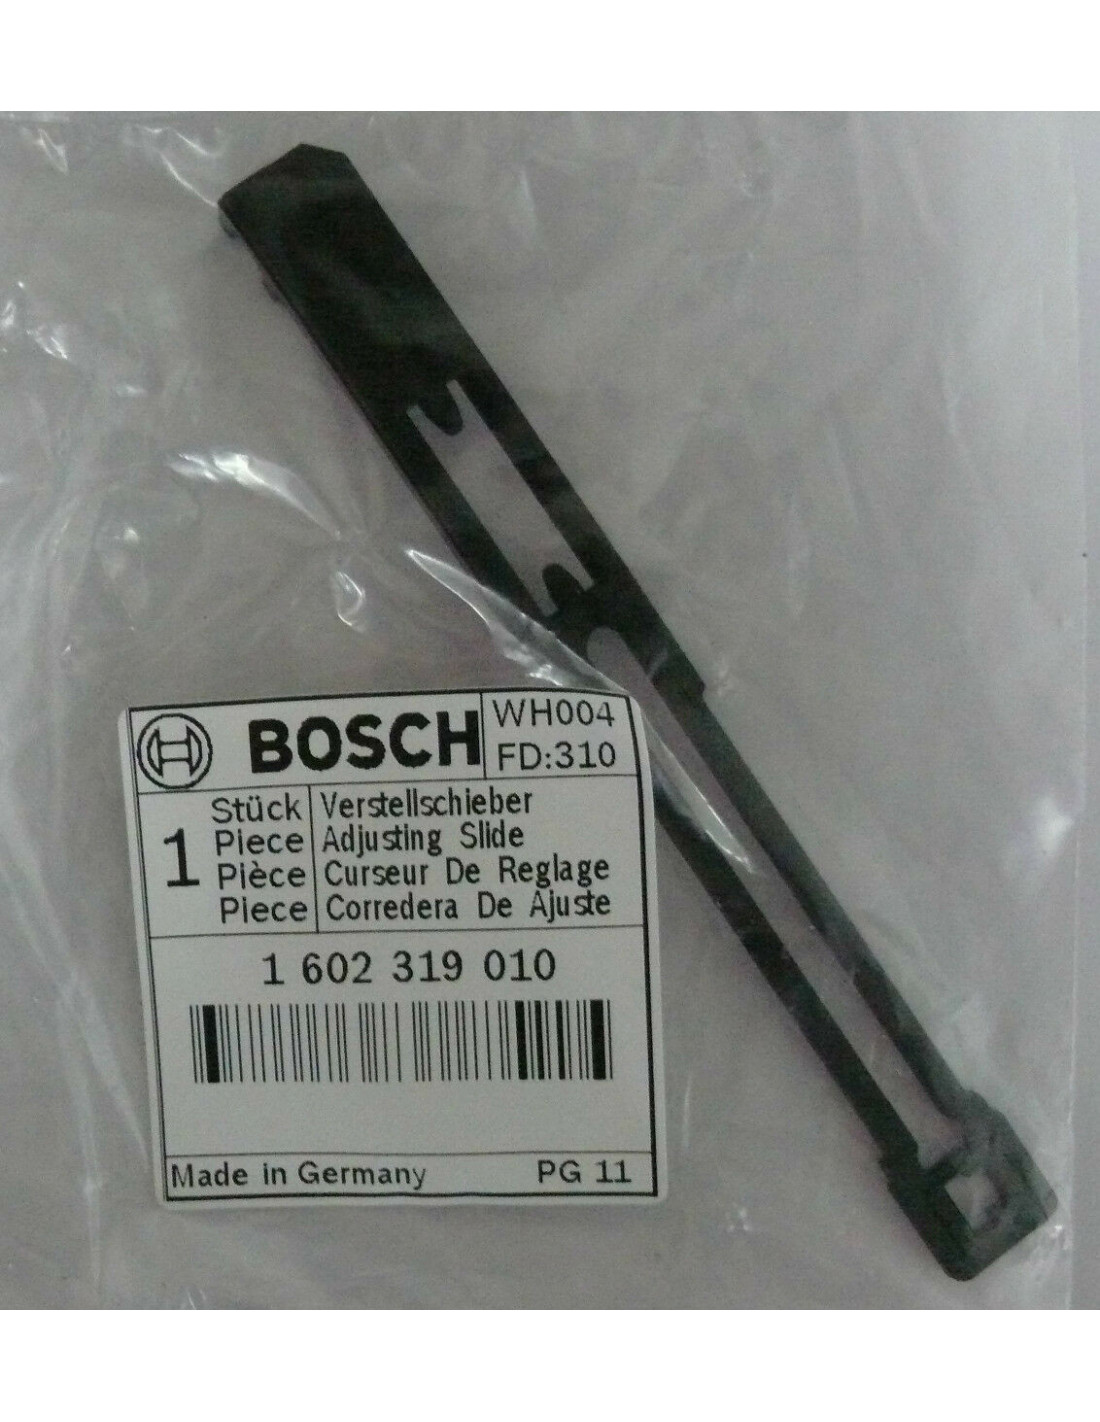 BOSCH
WH004
FD:310
1
Stück
Piece
Pièce
Piece
Verstellschieber
Adjusting Slide
Curseur De Reglage
Corredera De Ajuste
1 602 319 010
Made in Germany
PG 11